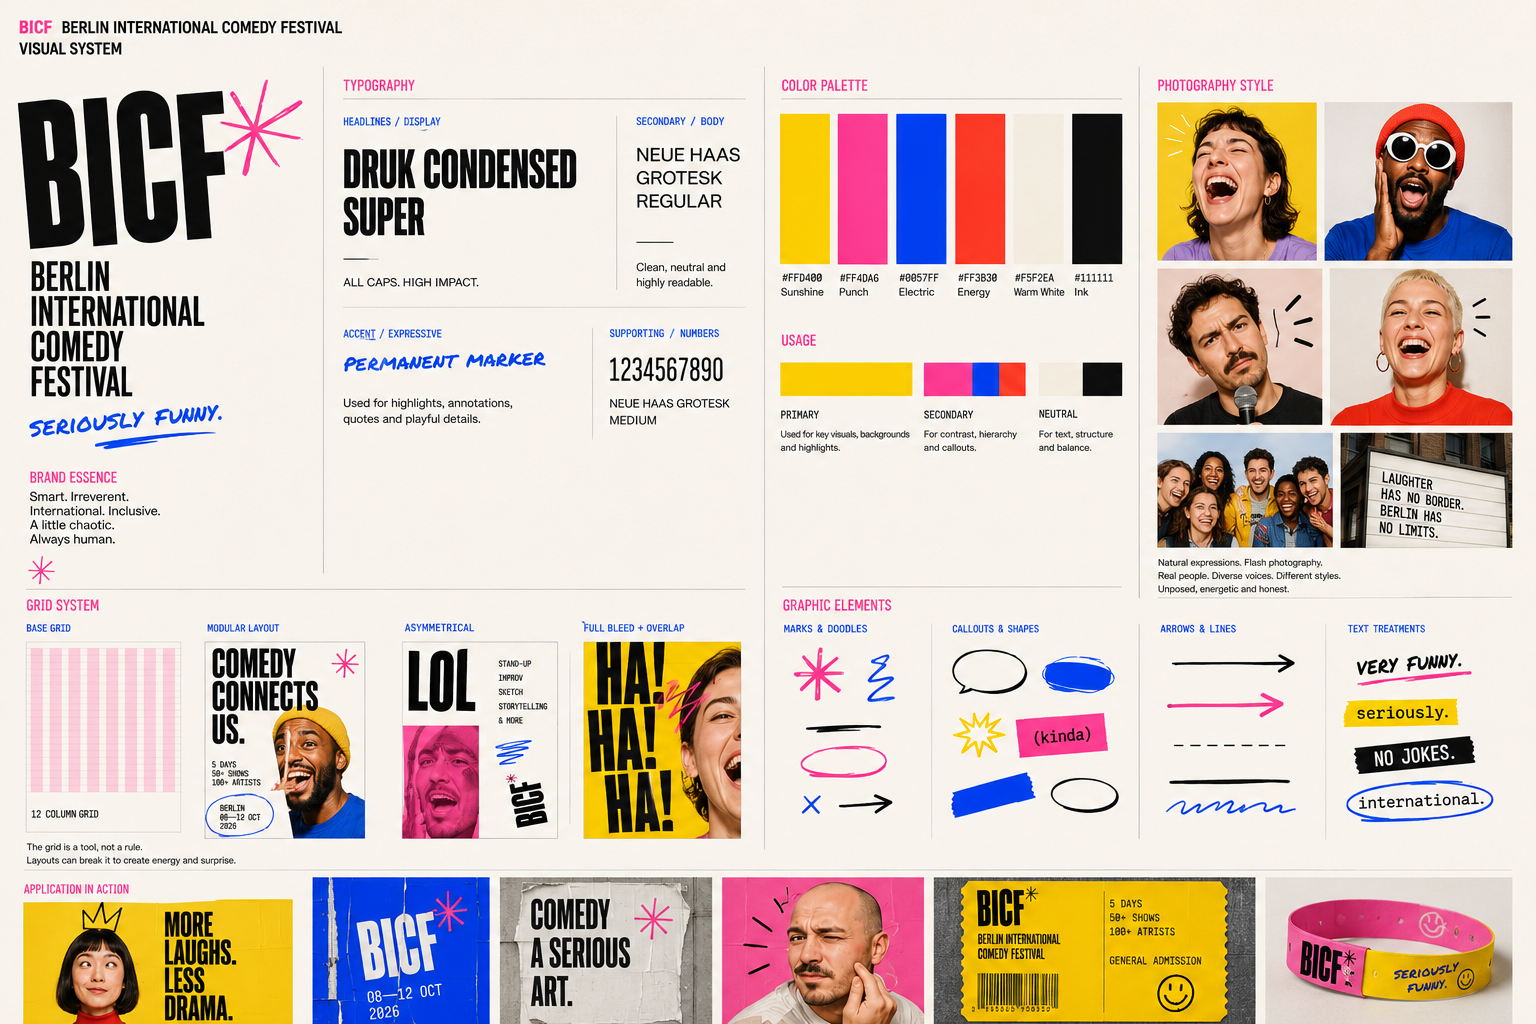 BICF BERLIN INTERNATIONAL COMEDY FESTIVAL
VISUAL SYSTEM
BICF
BERLIN
INTERNATIONAL
COMEDY
FESTIVAL
SERIOUSLY FUNNY.
BRAND ESSENCE
Smart. Irreverent.
International. Inclusive.
A little chaotic.
Always human.
TYPOGRAPHY
HEADLINES / DISPLAY
DRUK CONDENSED
SUPER
ALL CAPS. HIGH IMPACT.
SECONDARY / BODY
NEUE HAAS
GROTESK
REGULAR
Clean, neutral and
highly readable.
ACCENT / EXPRESSIVE
PERMANENT MARKER
Used for highlights, annotations,
quotes and playful details.
SUPPORTING / NUMBERS
1234567890
NEUE HAAS GROTESK
MEDIUM
COLOR PALETTE
#FFD400
Sunshine
#FF4DA6
Punch
#0057FF
Electric
#FF3B30
Energy
#F5F2EA
Warm White
#111111
Ink
USAGE
PRIMARY
Used for key visuals, backgrounds
and highlights.
SECONDARY
For contrast, hierarchy
and callouts.
NEUTRAL
For text, structure
and balance.
PHOTOGRAPHY STYLE
LAUGHTER
HAS NO BORDER.
BERLIN HAS
NO LIMITS.
Natural expressions. Flash photography.
Real people. Diverse voices. Different styles.
Unposed, energetic and honest.
GRID SYSTEM
BASE GRID
12 COLUMN GRID
The grid is a tool, not a rule.
Layouts can break it to create energy and surprise.
MODULAR LAYOUT
COMEDY
CONNECTS
US.
5 DAYS
50+ SHOWS
100+ ARTISTS
BERLIN
08—12 OCT
2026
ASYMMETRICAL
LOL
STAND-UP
IMPROV
SKETCH
STORYTELLING
& MORE
BICF
FULL BLEED + OVERLAP
HA!
HA!
HA!
GRAPHIC ELEMENTS
MARKS & DOODLES
CALLOUTS & SHAPES
(kinda)
ARROWS & LINES
TEXT TREATMENTS
VERY FUNNY.
seriously.
NO JOKES.
international.
APPLICATION IN ACTION
MORE
LAUGHS.
LESS
DRAMA.
BICF
08—12 OCT
2026
COMEDY
A SERIOUS
ART.
BICF
BERLIN INTERNATIONAL
COMEDY FESTIVAL
5 DAYS
50+ SHOWS
100+ ATRISTS
GENERAL ADMISSION
BICF
SERIOUSLY
FUNNY.